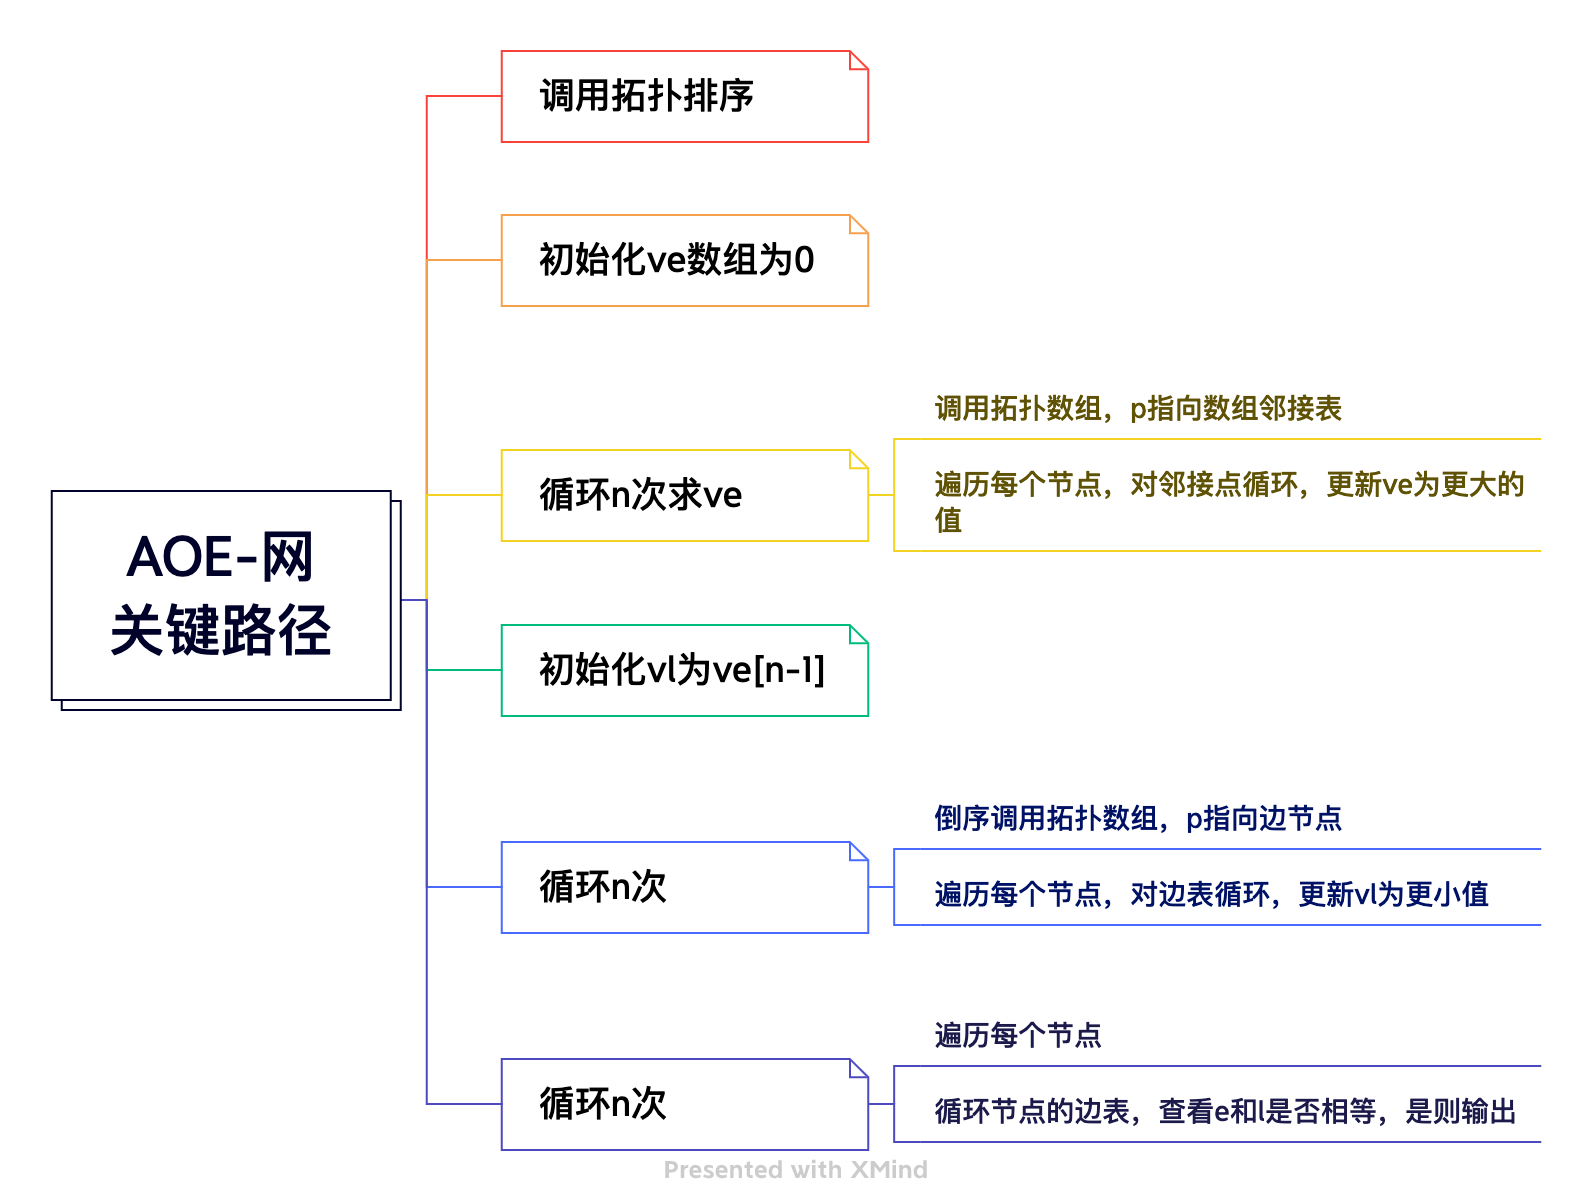 调用拓扑排序
初始化ve数组为0
调用拓扑数组，p指向数组邻接表
循环n次求ve
遍历每个节点，对邻接点循环，更新ve为更大的
值
AOE-网
关键路径
初始化vl为ve[n-1]
倒序调用拓扑数组，p指向边节点
循环n次
遍历每个节点，对边表循环，更新vl为更小值
遍历每个节点
循环n次
循环节点的边表，查看e和l是否相等，是则输出
Presented with XMind